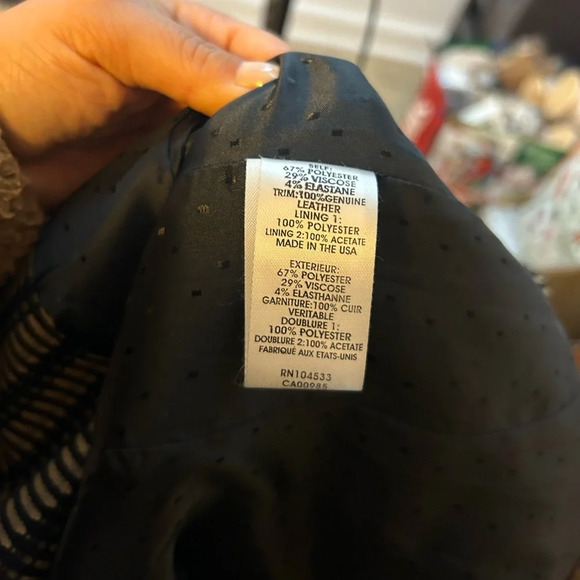 SELF:
67% POLYESTER
29% VISCOSE
4% ELASTANE
TRIM:100%GENUINE
LEATHER
LINING 1:
100% POLYESTER
LINING 2:100% ACETATE
MADE IN THE USA
EXTERIEUR:
67% POLYESTER
29% VISCOSE
4% ELASTHANNE
GARNITURE:100% CUIR
VERITABLE
DOUBLURE 1:
100% POLYESTER
DOUBLURE 2:100% ACETATE
FABRIQUÉ AUX ETATS-UNIS
RN104533
CA00985